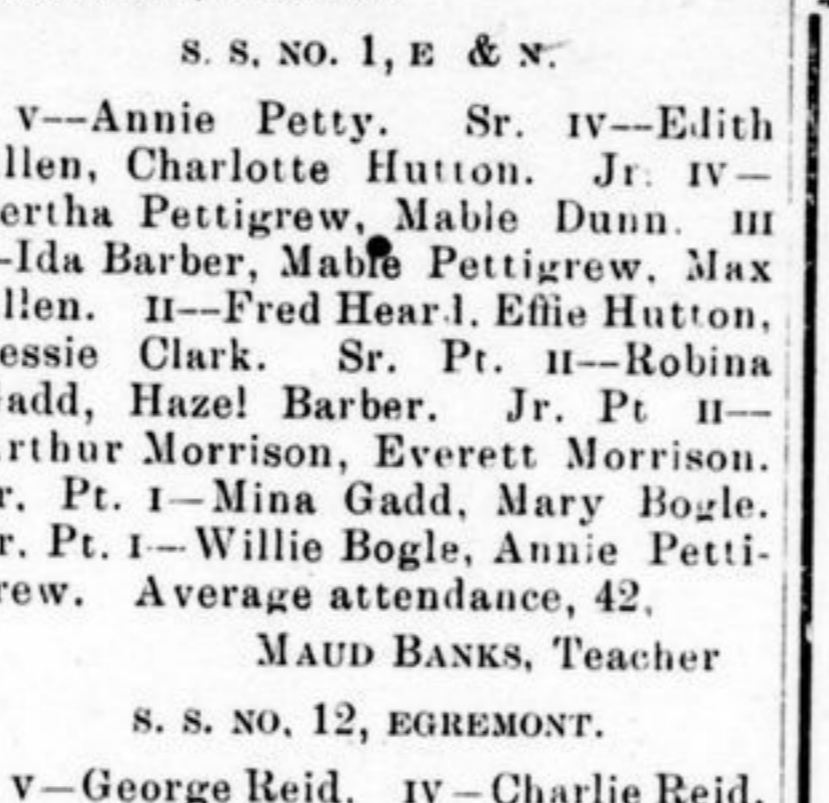 S. S. NO. 1, E & N.
V--Annie Petty. Sr. IV--Edith
llen, Charlotte Hutton. Jr. IV—
ertha Pettigrew, Mable Dunn. III
-Ida Barber, Mable Pettigrew, Max
llen. II--Fred Heard, Effie Hutton,
essie Clark. Sr. Pt. II--Robina
add, Hazel Barber. Jr. Pt II--
rthur Morrison, Everett Morrison.
r. Pt. I—Mina Gadd, Mary Bogle.
r. Pt. I—Willie Bogle, Annie Petti-
rew. Average attendance, 42.
MAUD BANKS, Teacher
S. S. NO. 12, EGREMONT.
V—George Reid. IV—Charlie Reid.